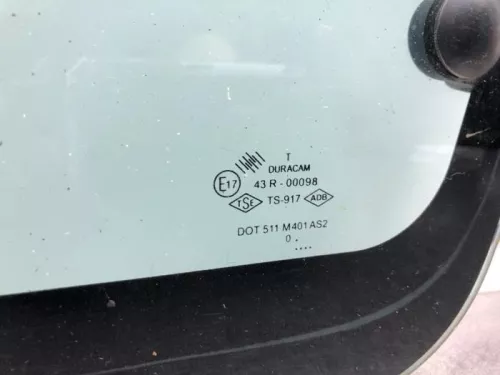 T
DURACAM
E17 43 R - 00098
TSE TS-917 ADB
DOT 511 M401 AS2
0 .
....